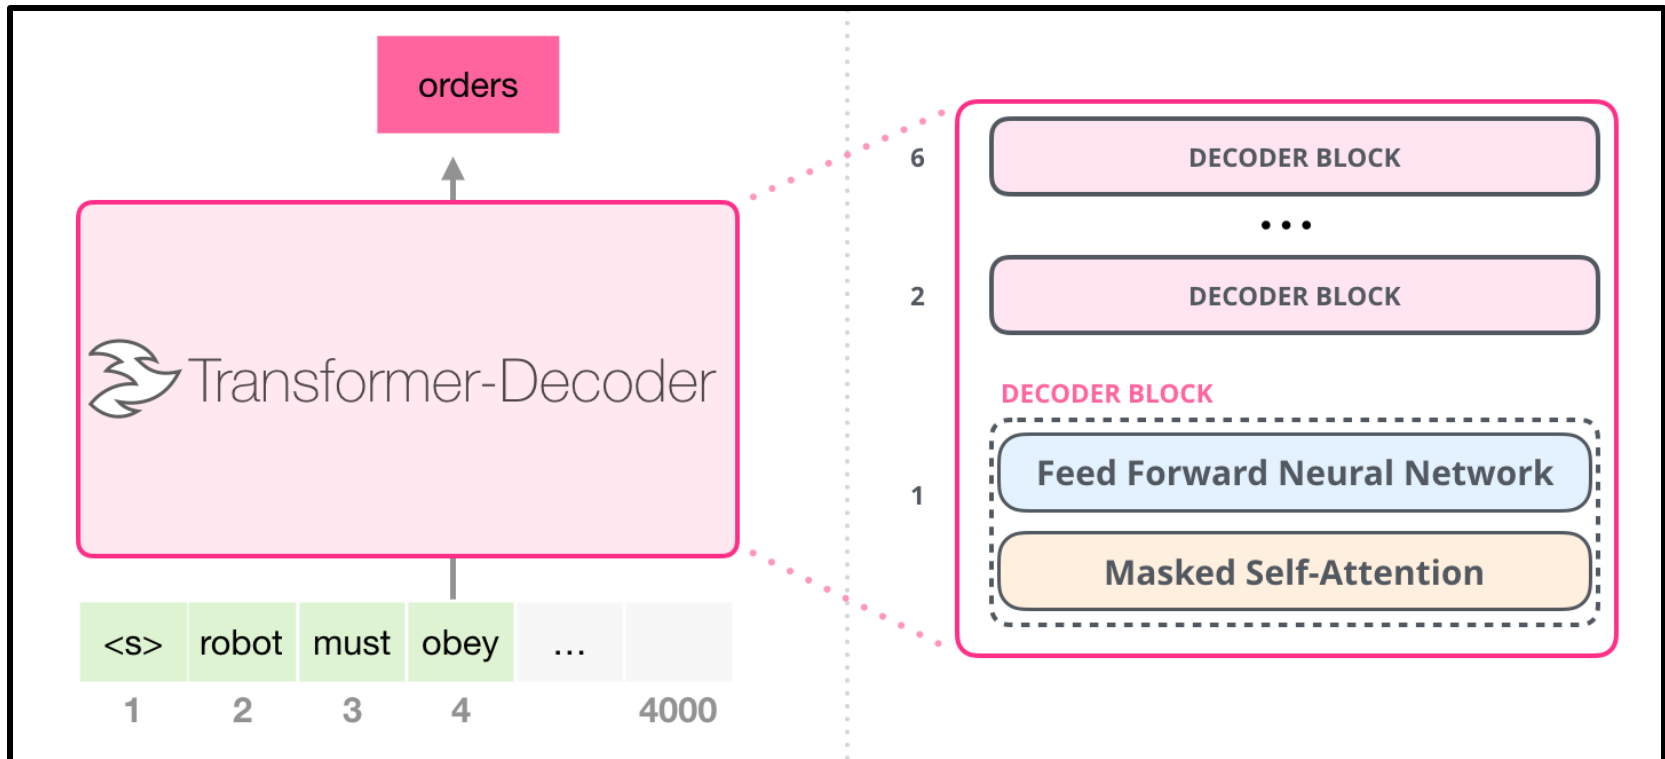 orders
Transformer-Decoder
<s> robot must obey ...
1 2 3 4 4000
6 DECODER BLOCK
...
2 DECODER BLOCK
DECODER BLOCK
Feed Forward Neural Network
1
Masked Self-Attention